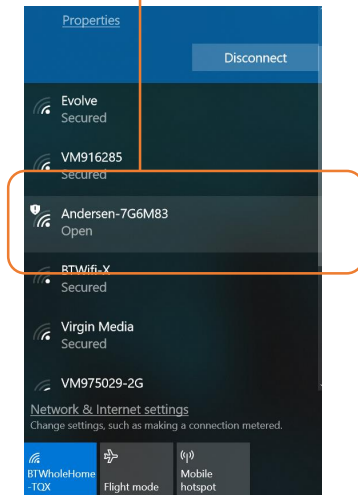 Properties
Disconnect
Evolve
Secured
VM916285
Secured
Andersen-7G6M83
Open
BTWifi-X
Secured
Virgin Media
Secured
VM975029-2G
Network & Internet settings
Change settings, such as making a connection metered.
BTWholeHome
-TQX
Flight mode
Mobile
hotspot